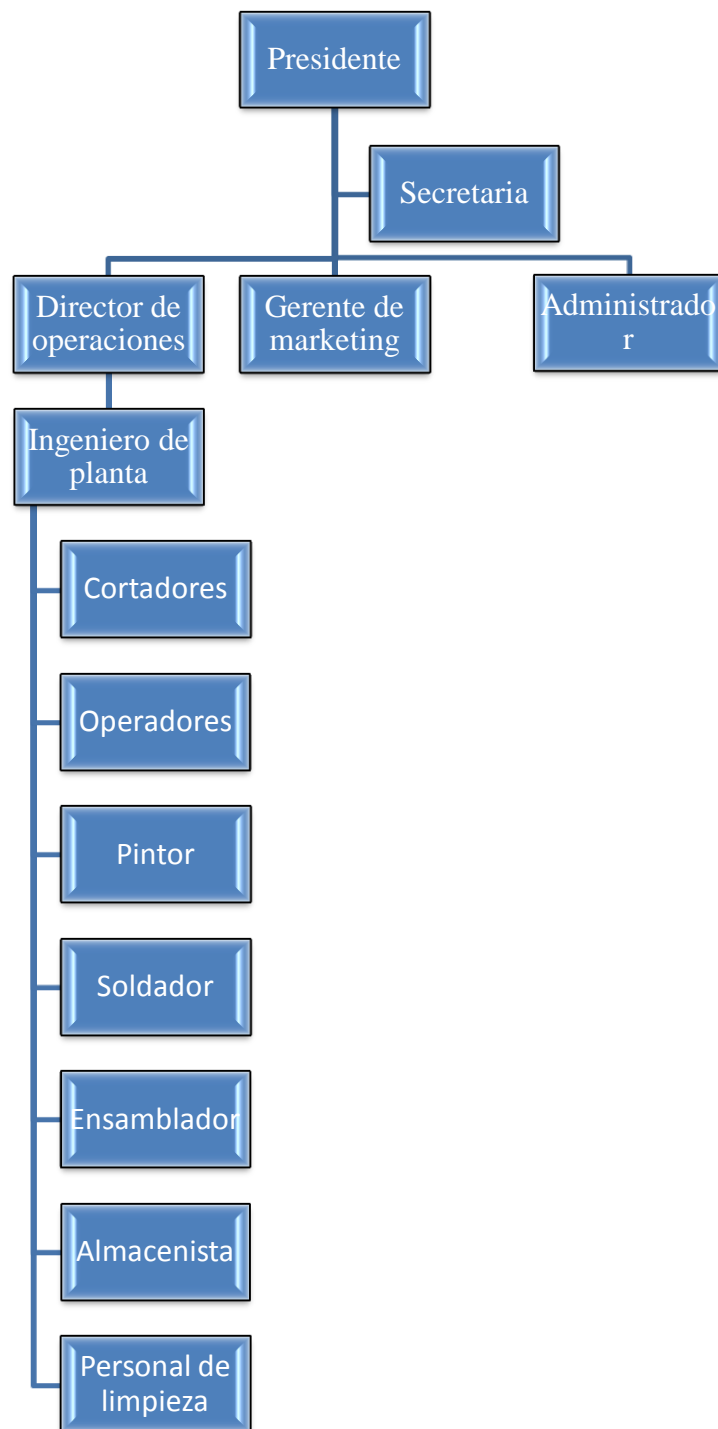 Presidente
Secretaria
Director de
operaciones
Gerente de
marketing
Administrado
r
Ingeniero de
planta
Cortadores
Operadores
Pintor
Soldador
Ensamblador
Almacenista
Personal de
limpieza